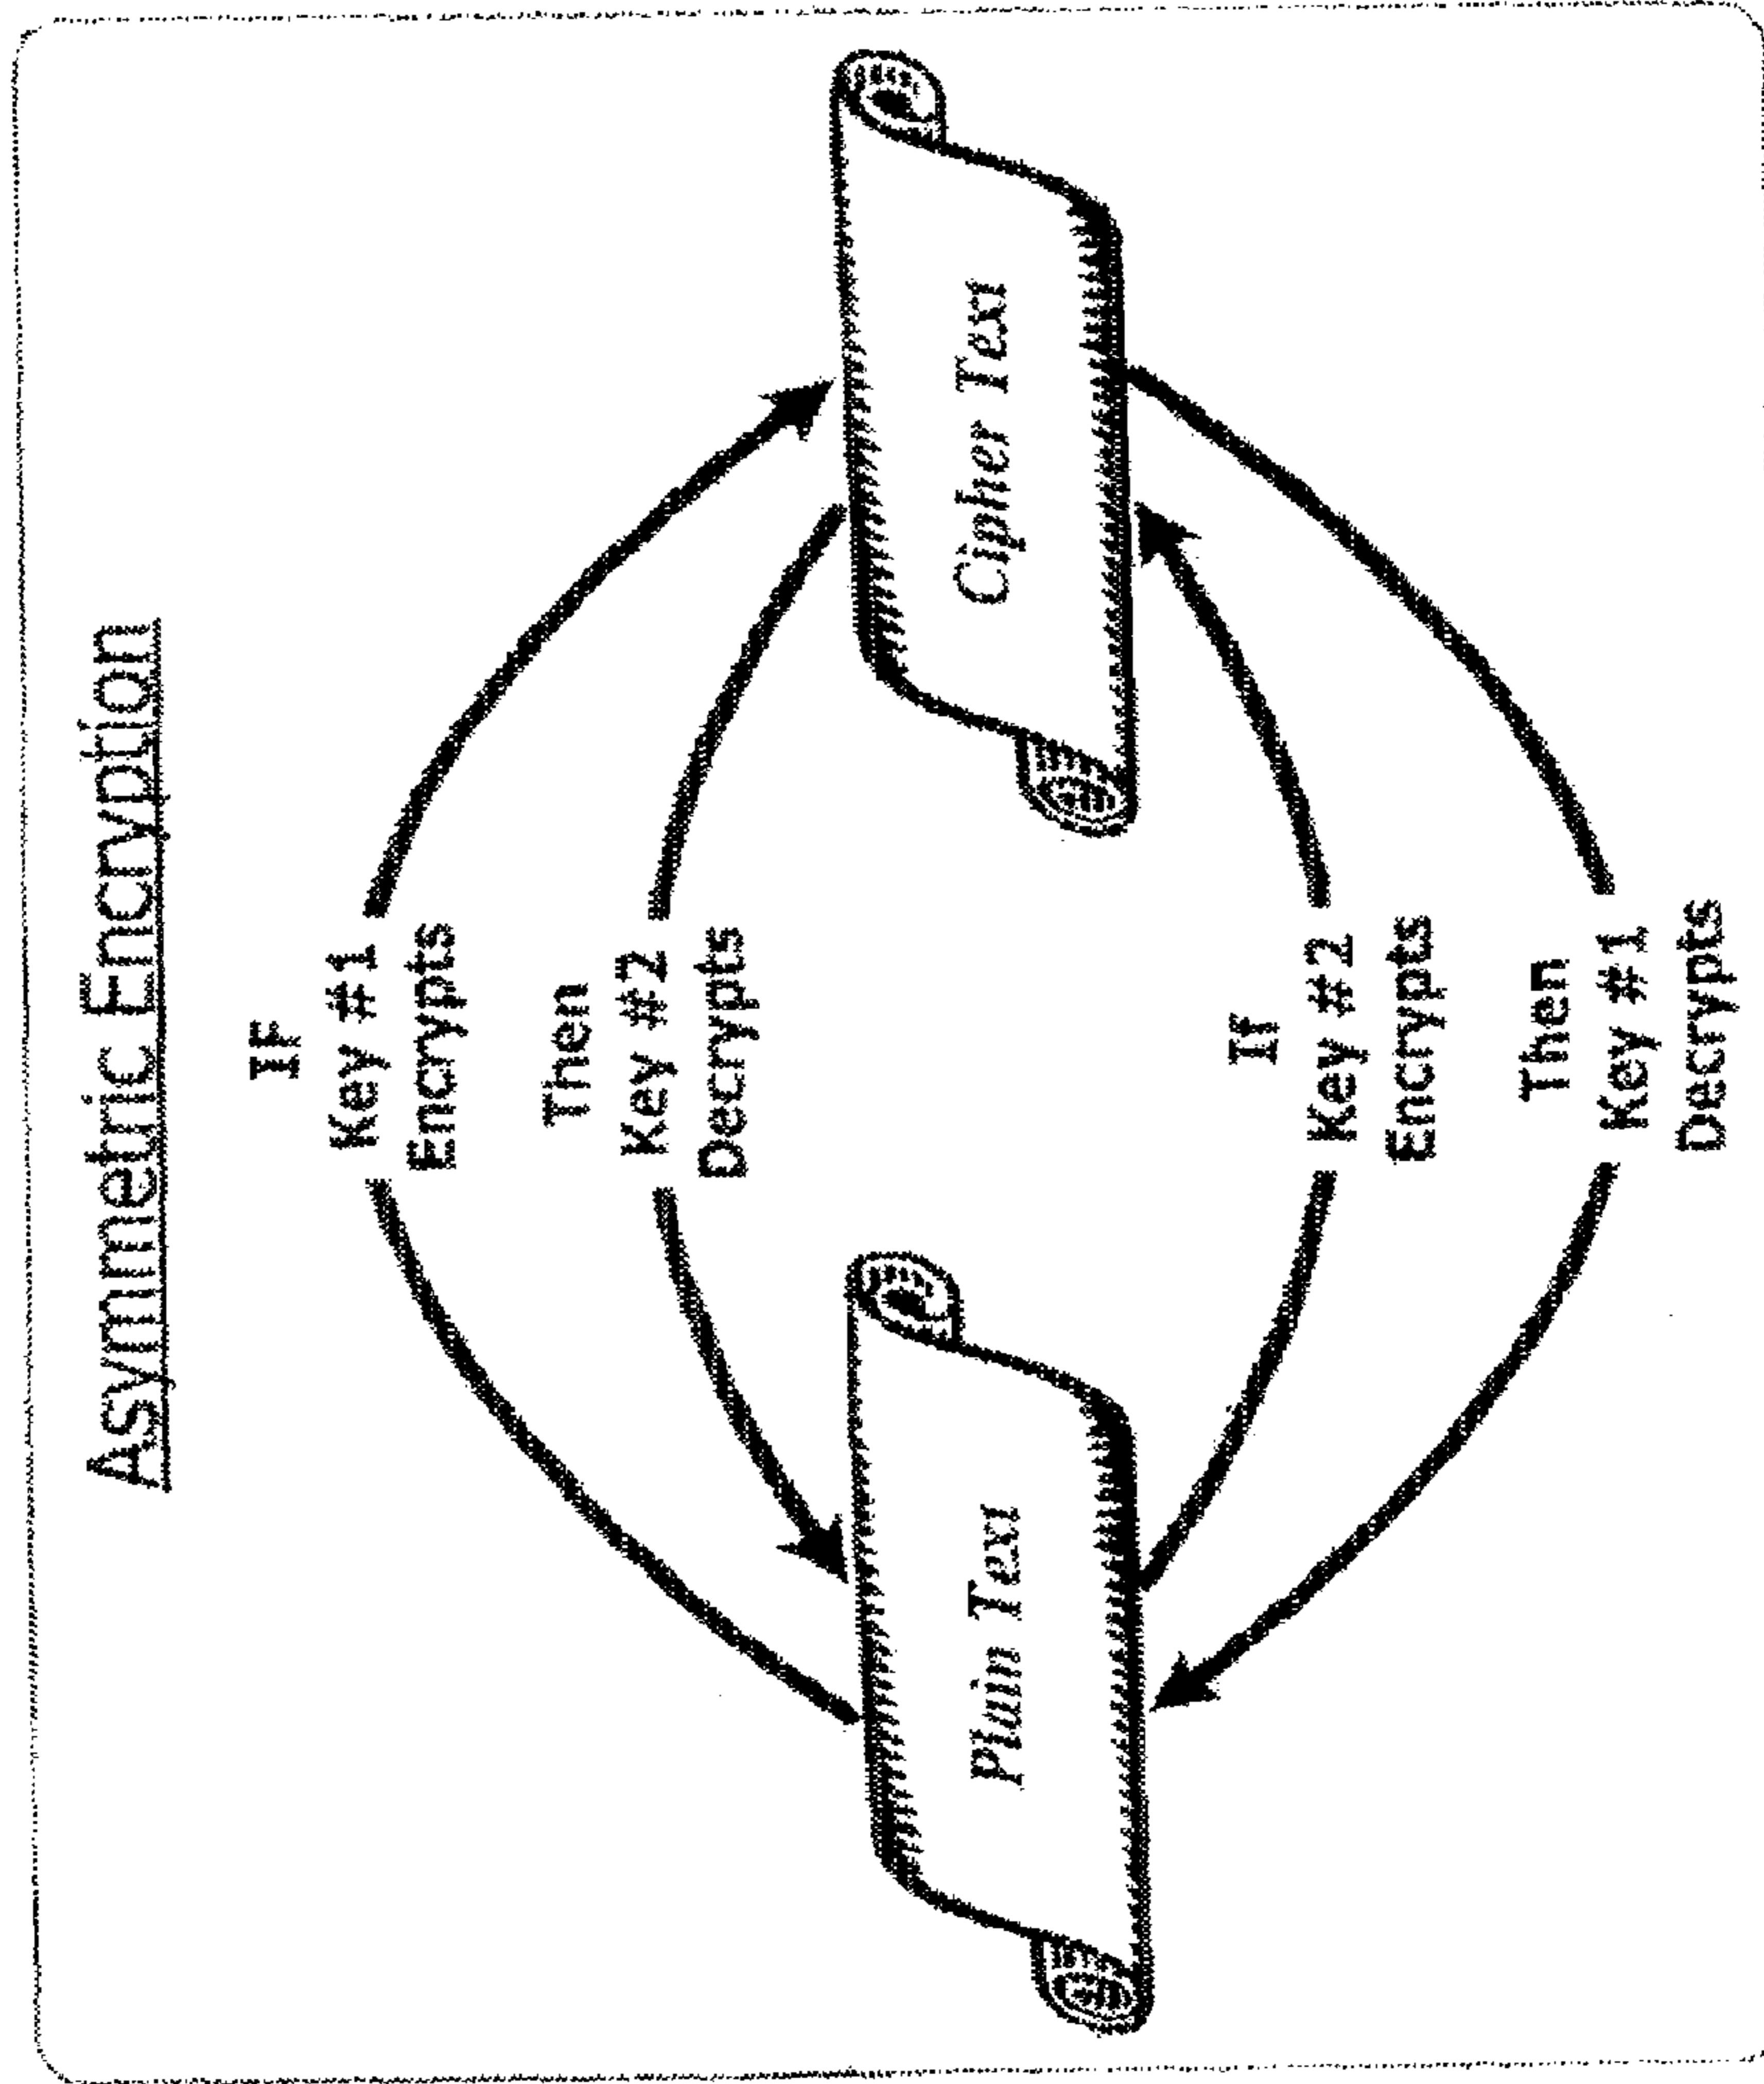 Asymmetric Encryption
IF
Key #1
Encrypts
Then
Key #2
Decrypts
Plain Text
Cipher Text
If
Key #2
Encrypts
Then
Key #1
Decrypts